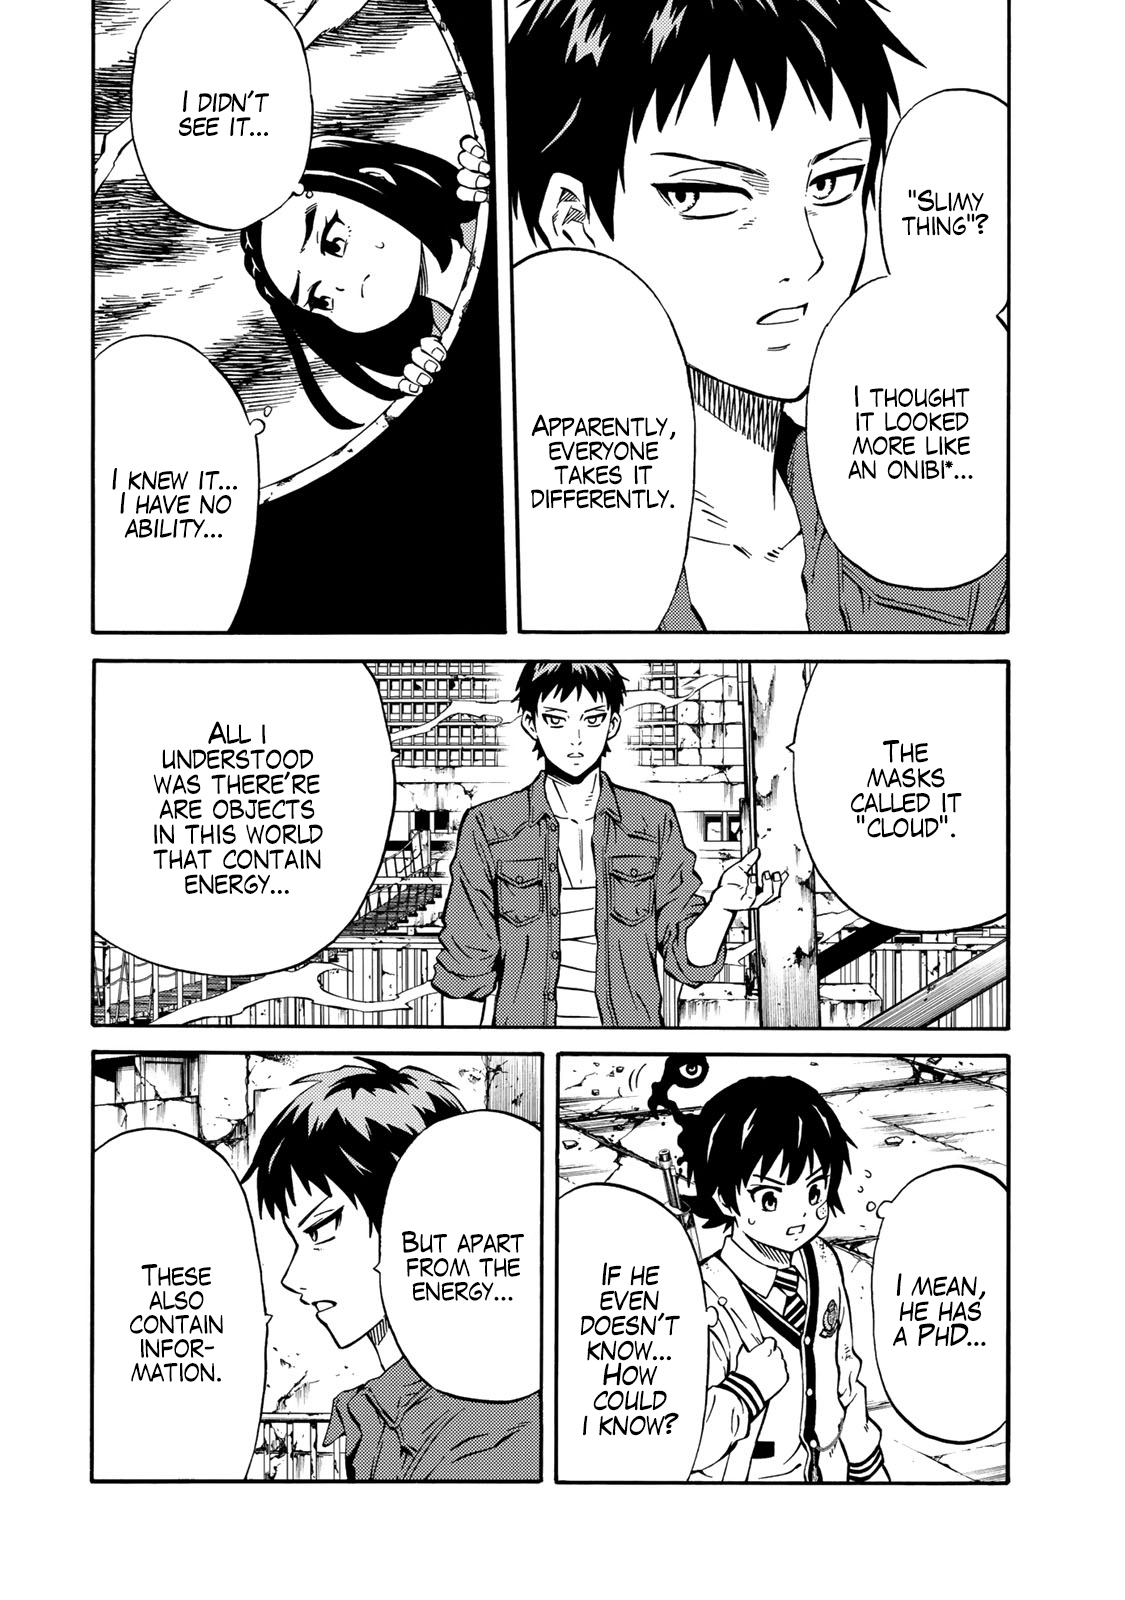 "SLIMY
THING"?
I THOUGHT
IT LOOKED
MORE LIKE
AN ONIBI*...
APPARENTLY,
EVERYONE
TAKES IT
DIFFERENTLY.
I DIDN'T
SEE IT...
I KNEW IT...
I HAVE NO
ABILITY...
THE
MASKS
CALLED IT
"CLOUD".
ALL I
UNDERSTOOD
WAS THERE'RE
ARE OBJECTS
IN THIS WORLD
THAT CONTAIN
ENERGY...
I MEAN,
HE HAS
A PHD...
IF HE
EVEN
DOESN'T
KNOW...
HOW
COULD
I KNOW?
BUT APART
FROM THE
ENERGY...
THESE
ALSO
CONTAIN
INFOR-
MATION.